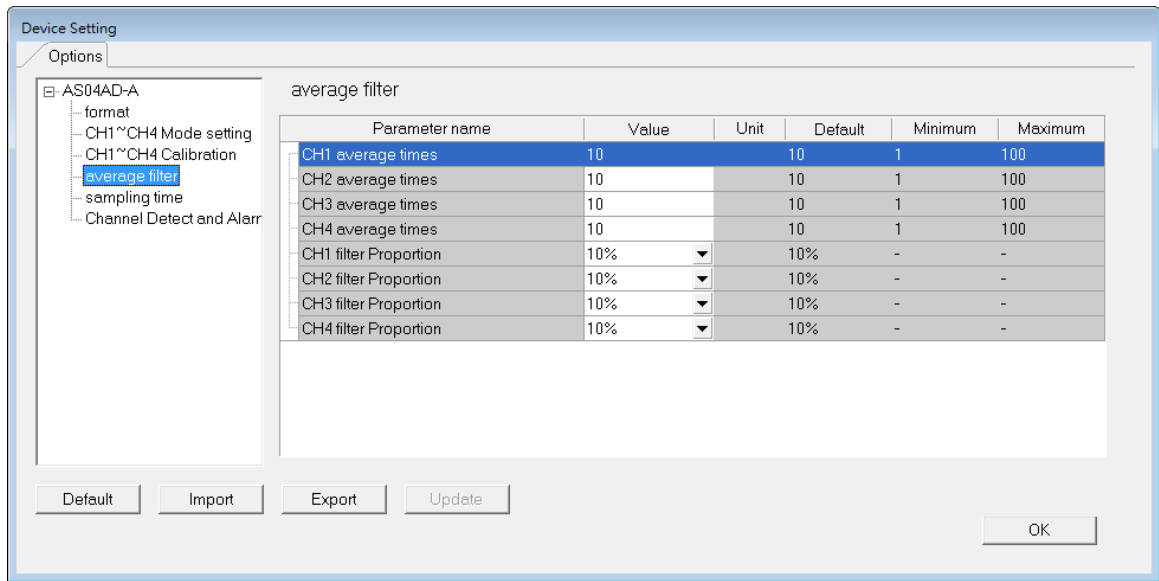 Device Setting
Options
AS04AD-A
format
CH1~CH4 Mode setting
CH1~CH4 Calibration
average filter
sampling time
Channel Detect and Alarr
average filter
Parameter name Value Unit Default Minimum Maximum
CH1 average times 10 10 1 100
CH2 average times 10 10 1 100
CH3 average times 10 10 1 100
CH4 average times 10 10 1 100
CH1 filter Proportion 10% 10% - -
CH2 filter Proportion 10% 10% - -
CH3 filter Proportion 10% 10% - -
CH4 filter Proportion 10% 10% - -
Default Import Export Update
OK